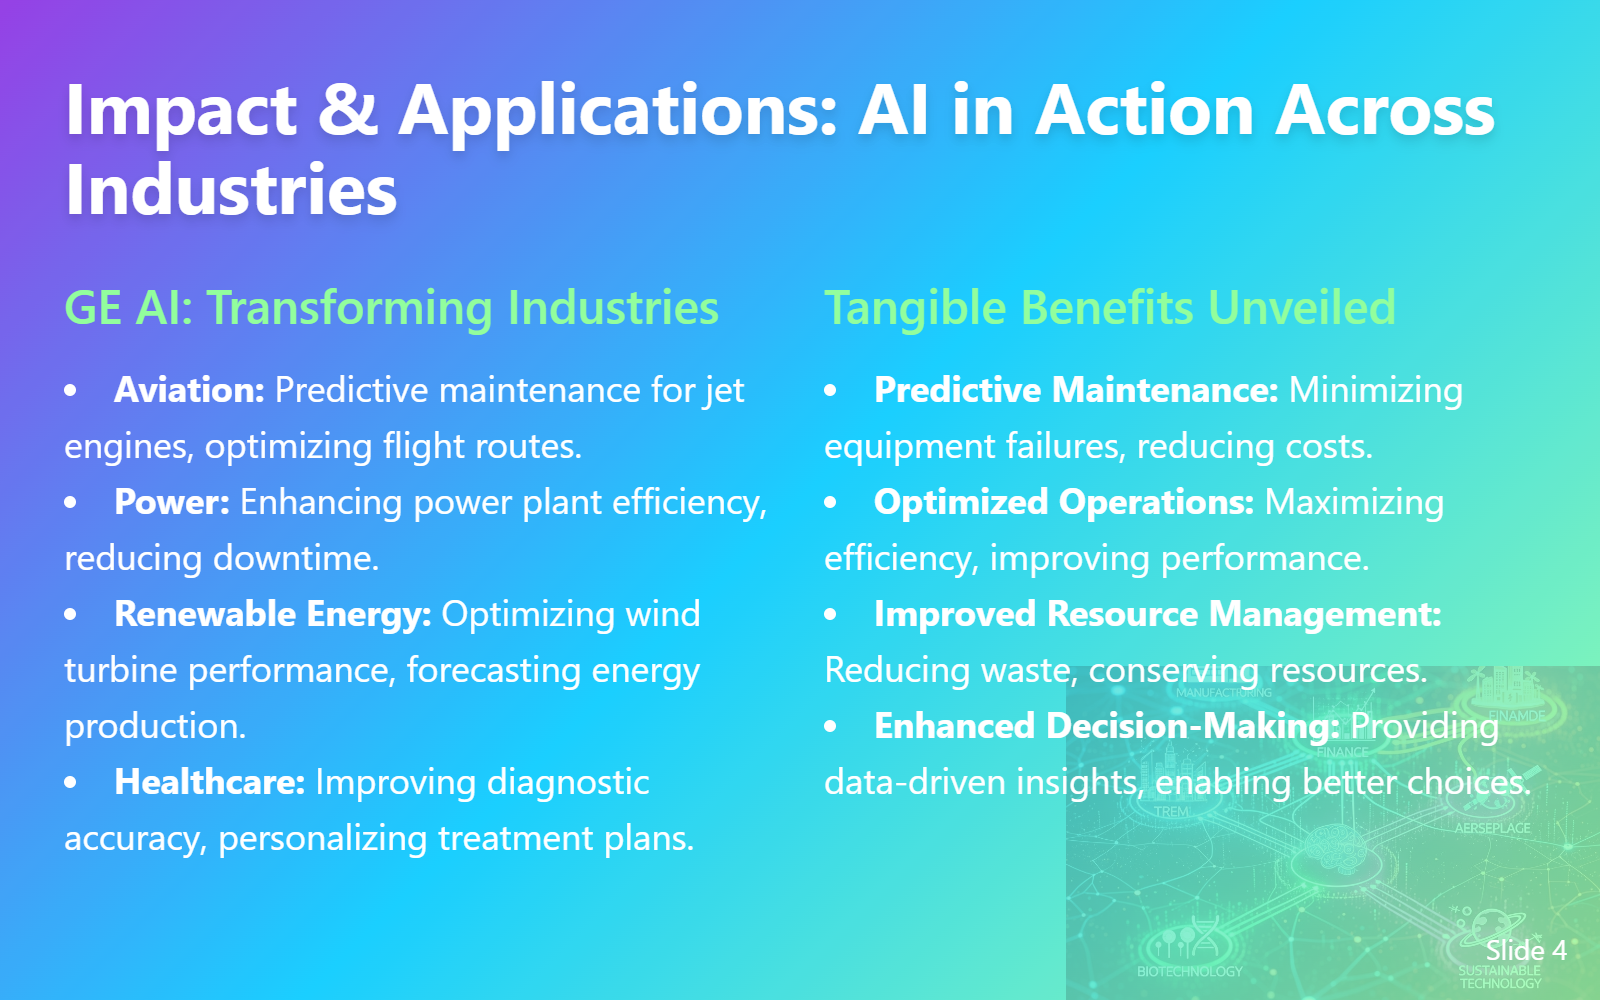 Impact & Applications: AI in Action Across
Industries
GE AI: Transforming Industries
• Aviation: Predictive maintenance for jet
engines, optimizing flight routes.
• Power: Enhancing power plant efficiency,
reducing downtime.
• Renewable Energy: Optimizing wind
turbine performance, forecasting energy
production.
• Healthcare: Improving diagnostic
accuracy, personalizing treatment plans.
Tangible Benefits Unveiled
• Predictive Maintenance: Minimizing
equipment failures, reducing costs.
• Optimized Operations: Maximizing
efficiency, improving performance.
• Improved Resource Management:
Reducing waste, conserving resources.
• Enhanced Decision-Making: Providing
data-driven insights, enabling better choices.
MANUFACTIORING
FINAMDE
FINANCE
TREM
AERSEPLAGE
BIOTECHNOLOGY
SUSTAINABLE
TECHNOLOGY
Slide 4